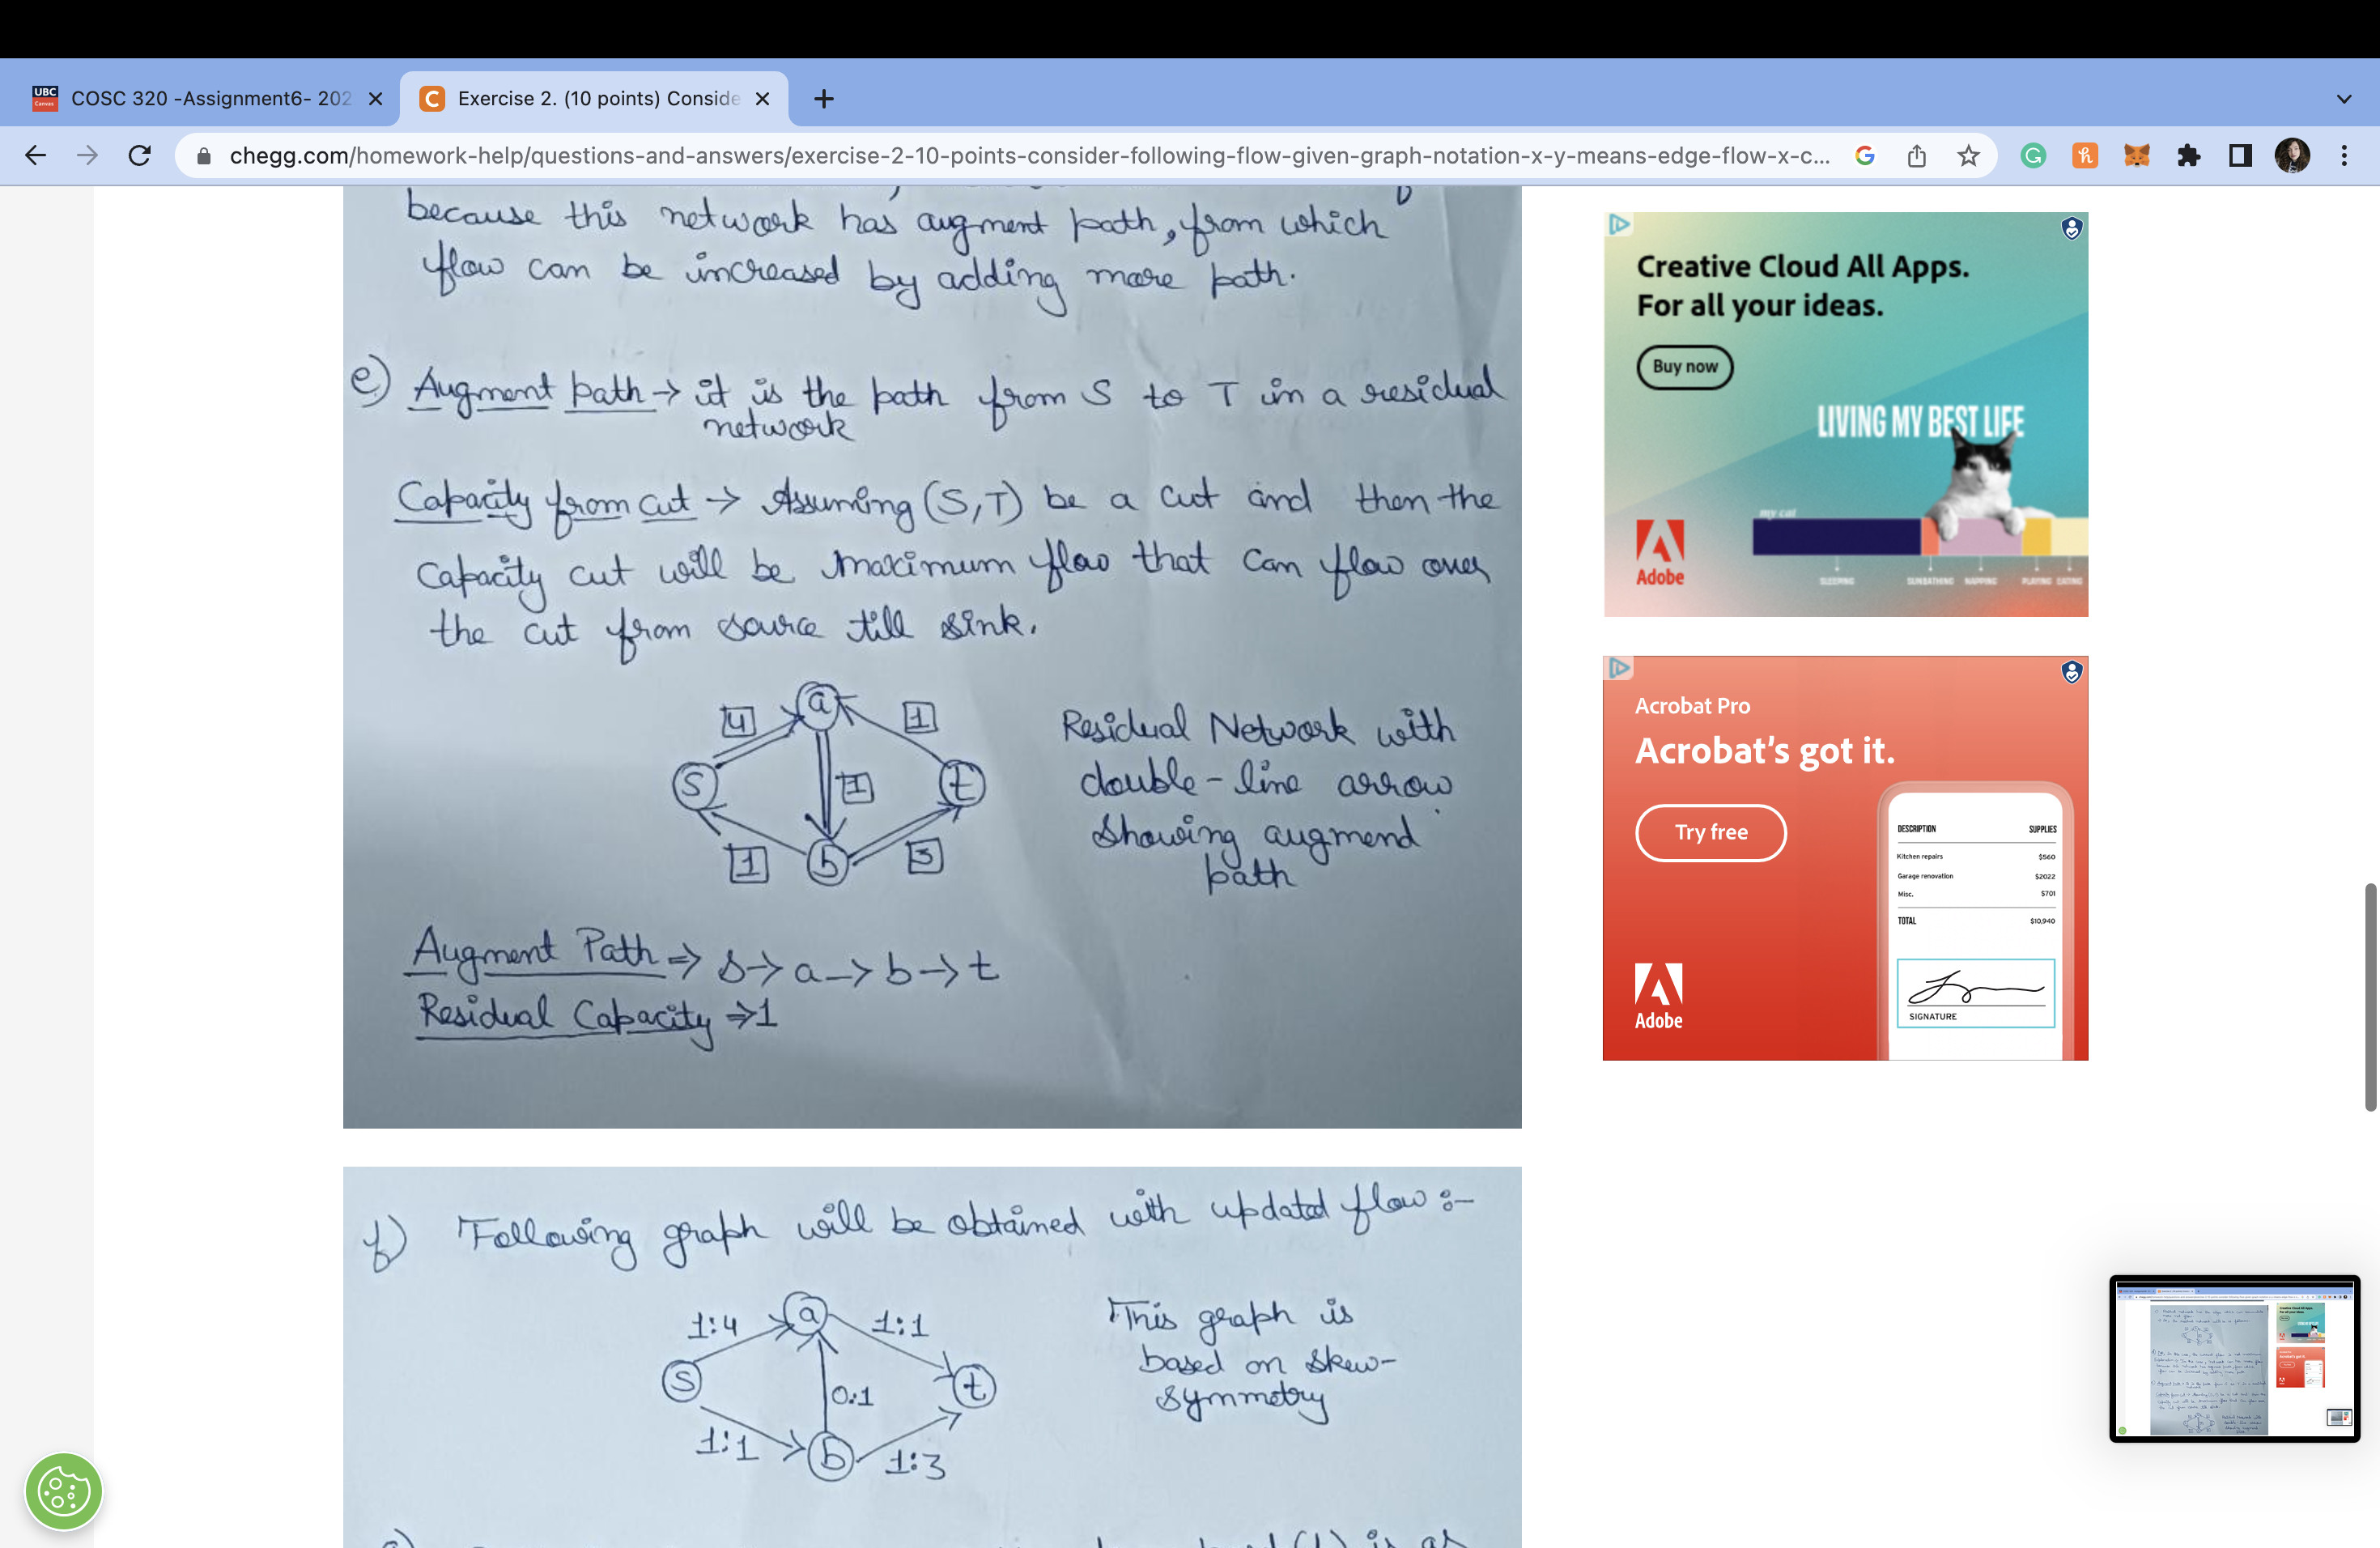 COSC 320 -Assignment6- 202
Exercise 2. (10 points) Conside
chegg.com/homework-help/questions-and-answers/exercise-2-10-points-consider-following-flow-given-graph-notation-x-y-means-edge-flow-x-c...
because this network has augment path, from which
flow can be increased by adding more path.
e) Augment path → it is the path from S to T in a residual
network
Capacity from cut → Assuming (S,T) be a cut and then the
Capacity cut will be maximum flow that can flow over
the cut from source till sink.
4 a 1
S 1 t
1 b 3
Residual Network with
double-line arrow
showing augmend
path
Augment Path ⇒ s→a→b→t
Residual Capacity ⇒1
f) Following graph will be obtained with updated flow :-
1:4 a 1:1
S 0:1 t
1:1 b 1:3
This graph is
based on skew-
symmetry
Creative Cloud All Apps.
For all your ideas.
Buy now
LIVING MY BEST LIFE
my cat
SLEEPING SUNBATHING NAPPING PLAYING EATING
Adobe
Acrobat Pro
Acrobat's got it.
Try free
DESCRIPTION SUPPLIES
Kitchen repairs $560
Garage renovation $2022
Misc. $701
TOTAL $10,940
SIGNATURE
Adobe
UBC
Canvas